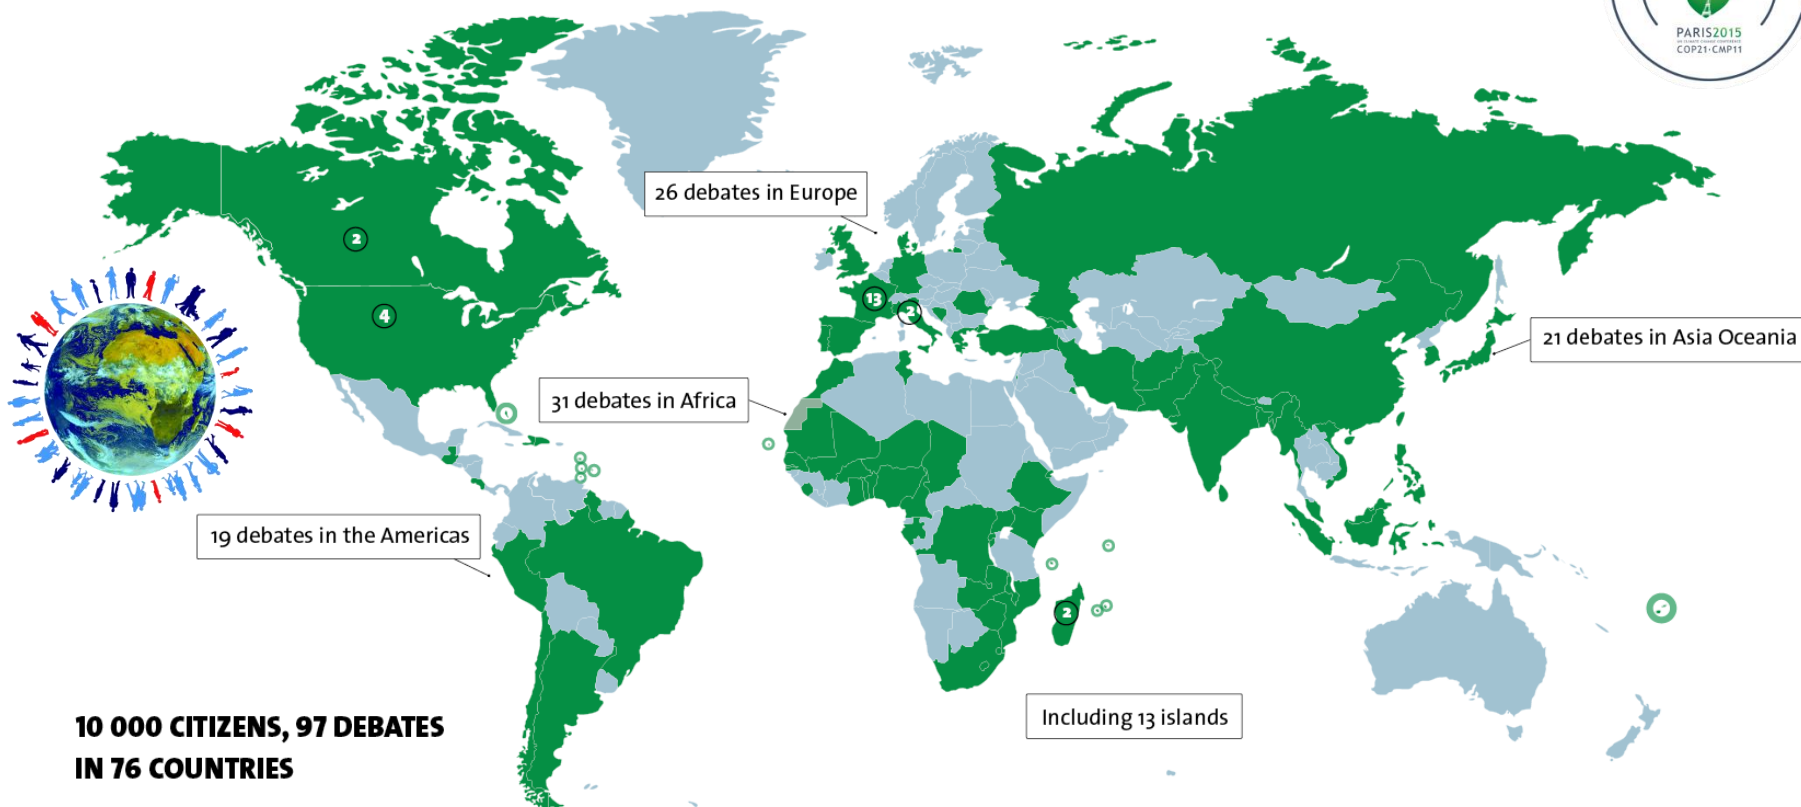 PARIS2015
COP21·CMP11
26 debates in Europe
2
13
2
4
21 debates in Asia Oceania
31 debates in Africa
19 debates in the Americas
2
Including 13 islands
10 000 CITIZENS, 97 DEBATES
IN 76 COUNTRIES